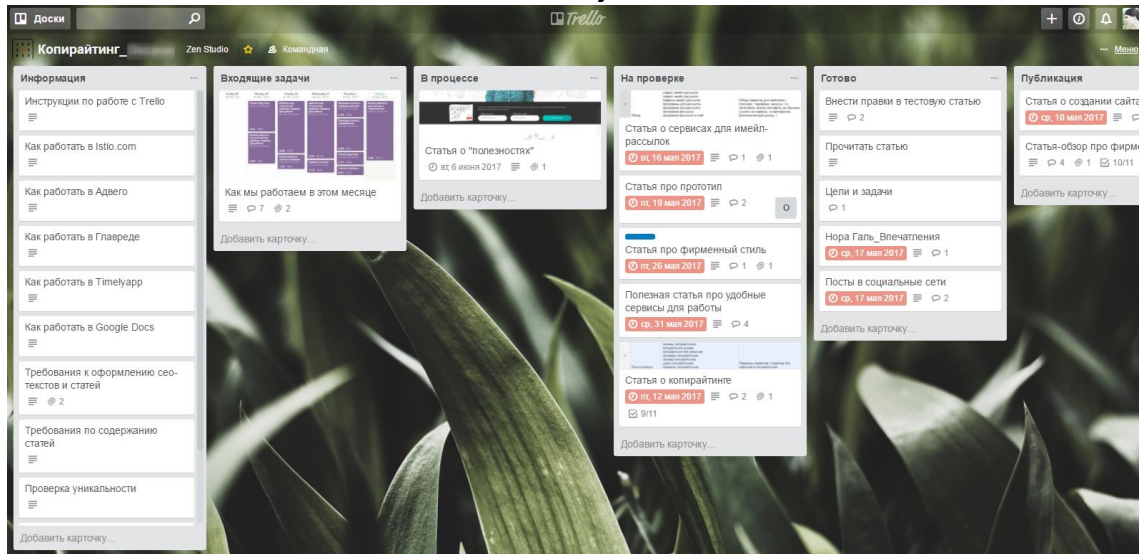 Доски
Trello
Копирайтинг_
Zen Studio
Командная
Меню
Информация
Инструкции по работе с Trello
Как работать в Istio.com
Как работать в Адвего
Как работать в Главреде
Как работать в Timelyapp
Как работать в Google Docs
Требования к оформлению сео-
текстов и статей
2
Требования по содержанию
статей
Проверка уникальности
Добавить карточку...
Входящие задачи
Как мы работаем в этом месяце
7 2
Добавить карточку...
В процессе
Статья о "полезностях"
вт, 6 июня 2017 1
Добавить карточку...
На проверке
Статья о сервисах для имейл-
рассылок
вт, 16 мая 2017 1 1
Статья про прототип
пт, 19 мая 2017 2
О
Статья про фирменный стиль
пт, 26 мая 2017 1 1
Полезная статья про удобные
сервисы для работы
ср, 31 мая 2017 4
Статья о копирайтинге
пт, 12 мая 2017 2 1
9/11
Добавить карточку...
Готово
Внести правки в тестовую статью
2
Прочитать статью
Цели и задачи
1
Нора Галь_Впечатления
ср, 17 мая 2017 1
Посты в социальные сети
ср, 17 мая 2017 2
Добавить карточку...
Публикация
Статья о создании сайта
ср, 10 мая 2017
Статья-обзор про фирме
4 1 10/11
Добавить карточку...